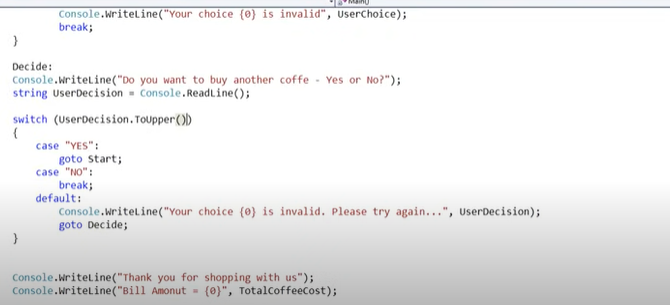 Main()
Console.WriteLine("Your choice {0} is invalid", UserChoice);
break;
}
Decide:
Console.WriteLine("Do you want to buy another coffe - Yes or No?");
string UserDecision = Console.ReadLine();
switch (UserDecision.ToUpper())
{
case "YES":
goto Start;
case "NO":
break;
default:
Console.WriteLine("Your choice {0} is invalid. Please try again...", UserDecision);
goto Decide;
}
Console.WriteLine("Thank you for shopping with us");
Console.WriteLine("Bill Amonut = {0}", TotalCoffeeCost);